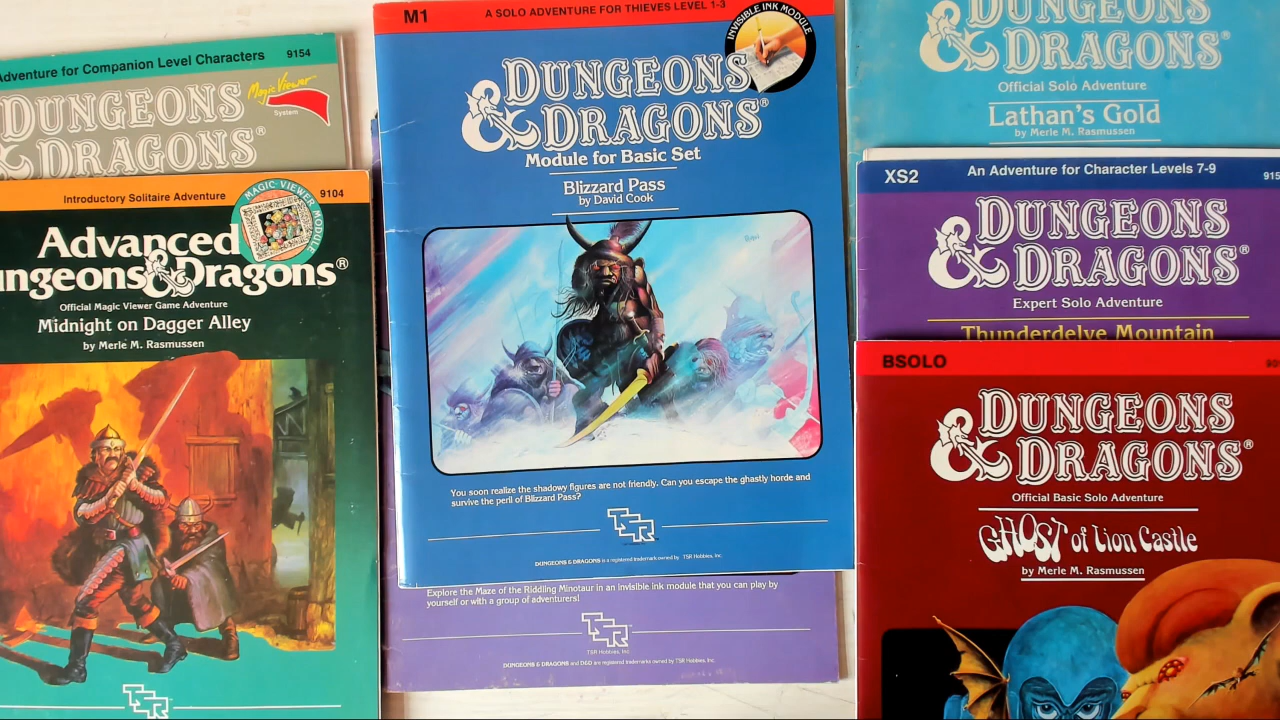 Adventure for Companion Level Characters 9154
DUNGEONS
& DRAGONS®
Magic Viewer
System
Introductory Solitaire Adventure 9104
MAGIC VIEWER MODULE
Advanced
ungeons & Dragons®
Official Magic Viewer Game Adventure
Midnight on Dagger Alley
by Merle M. Rasmussen
TSR
M1 A SOLO ADVENTURE FOR THIEVES LEVEL 1-3
INVISIBLE INK MODULE
DUNGEONS
& DRAGONS®
Module for Basic Set
Blizzard Pass
by David Cook
You soon realize the shadowy figures are not friendly. Can you escape the ghastly horde and
survive the peril of Blizzard Pass?
TSR
DUNGEONS & DRAGONS is a registered trademark owned by TSR Hobbies, Inc.
Explore the Maze of the Riddling Minotaur in an invisible ink module that you can play by
yourself or with a group of adventurers!
TSR
TSR Hobbies, Inc.
DUNGEONS & DRAGONS and D&D are registered trademarks owned by TSR Hobbies, Inc.
DUNGEONS
& DRAGONS®
Official Solo Adventure
Lathan's Gold
by Merle M. Rasmussen
XS2 An Adventure for Character Levels 7-9 915
DUNGEONS
& DRAGONS®
Expert Solo Adventure
Thunderdelve Mountain
BSOLO
DUNGEONS
& DRAGONS®
Official Basic Solo Adventure
GHOST of Lion Castle
by Merle M. Rasmussen